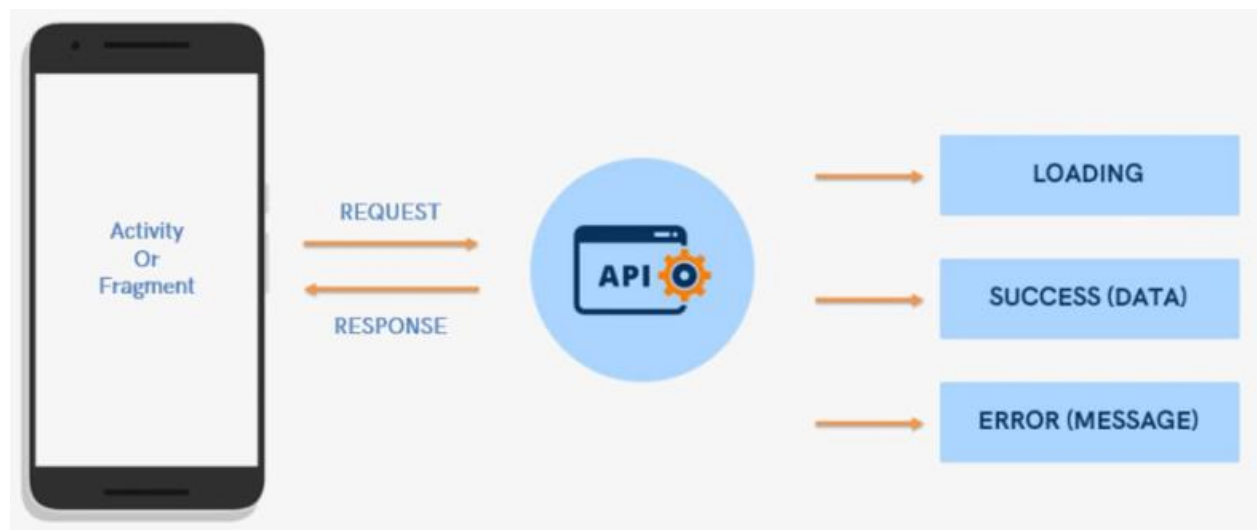 Activity
Or
Fragment
REQUEST
RESPONSE
API
LOADING
SUCCESS (DATA)
ERROR (MESSAGE)